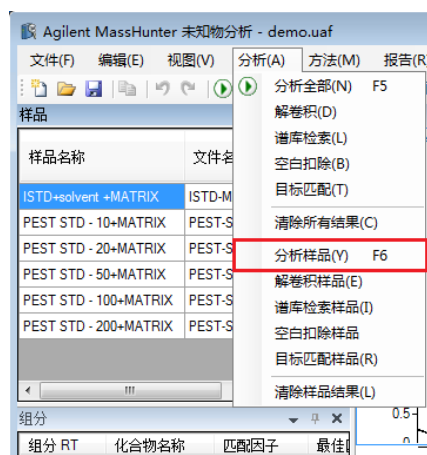 Agilent MassHunter 未知物分析 - demo.uaf
文件(F) 编辑(E) 视图(V) 分析(A) 方法(M) 报告(R
分析全部(N) F5
解卷积(D)
谱库检索(L)
空白扣除(B)
目标匹配(T)
清除所有结果(C)
分析样品(Y) F6
解卷积样品(E)
谱库检索样品(I)
空白扣除样品
目标匹配样品(R)
清除样品结果(L)
样品
样品名称 文件名
ISTD+solvent +MATRIX ISTD-M
PEST STD - 10+MATRIX PEST-S
PEST STD - 20+MATRIX PEST-S
PEST STD - 50+MATRIX PEST-S
PEST STD - 100+MATRIX PEST-S
PEST STD - 200+MATRIX PEST-S
组分
0.5-
组分 RT 化合物名称 匹配因子 最佳